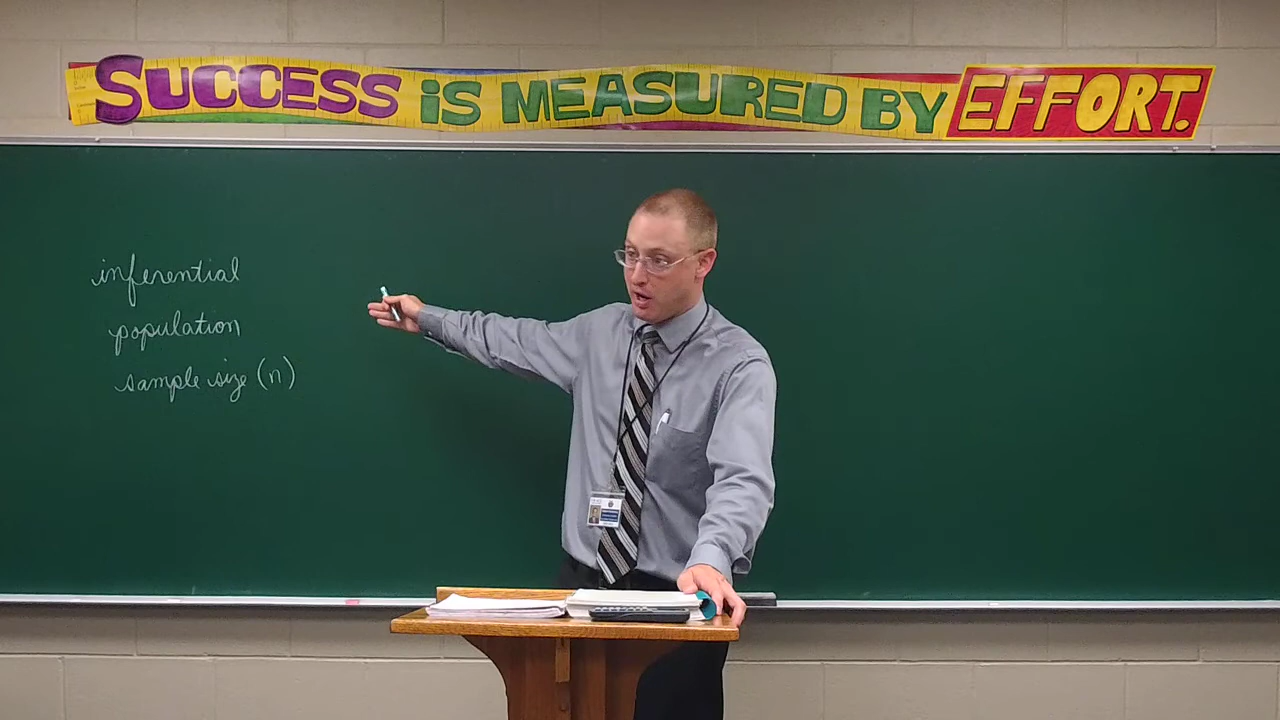 SUCCESS iS MEASURED BY EFFORT.
inferential
population
sample size (n)